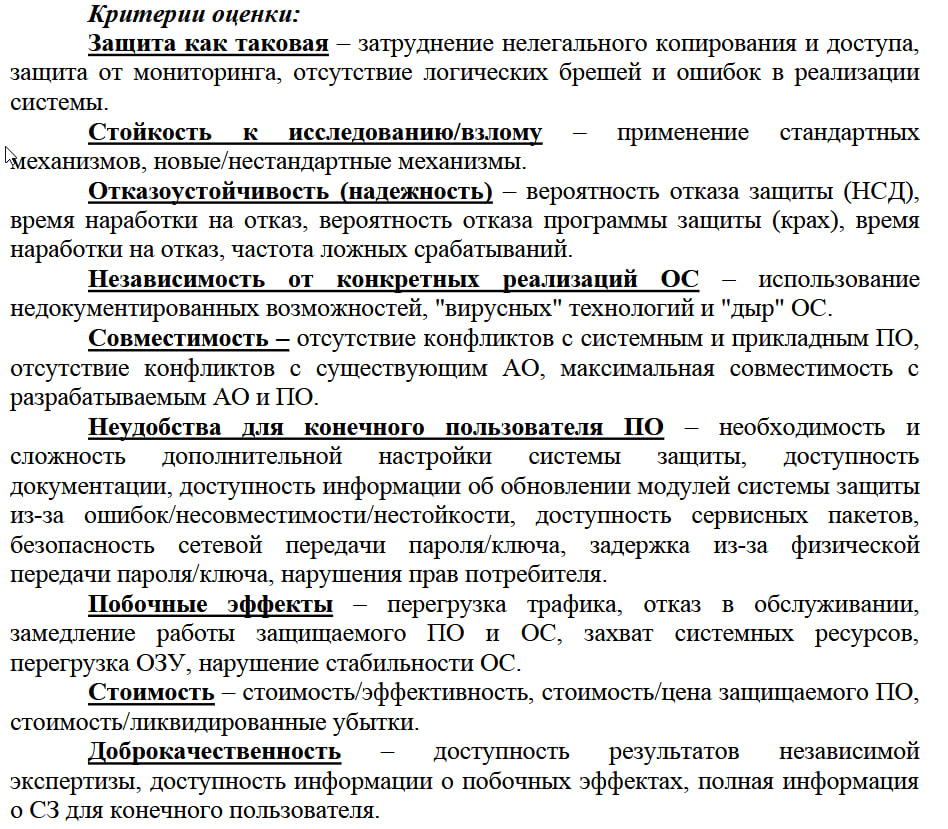 Критерии оценки:
Защита как таковая – затруднение нелегального копирования и доступа,
защита от мониторинга, отсутствие логических брешей и ошибок в реализации
системы.
Стойкость к исследованию/взлому – применение стандартных
механизмов, новые/нестандартные механизмы.
Отказоустойчивость (надежность) – вероятность отказа защиты (НСД),
время наработки на отказ, вероятность отказа программы защиты (крах), время
наработки на отказ, частота ложных срабатываний.
Независимость от конкретных реализаций ОС – использование
недокументированных возможностей, "вирусных" технологий и "дыр" ОС.
Совместимость – отсутствие конфликтов с системным и прикладным ПО,
отсутствие конфликтов с существующим АО, максимальная совместимость с
разрабатываемым АО и ПО.
Неудобства для конечного пользователя ПО – необходимость и
сложность дополнительной настройки системы защиты, доступность
документации, доступность информации об обновлении модулей системы защиты
из-за ошибок/несовместимости/нестойкости, доступность сервисных пакетов,
безопасность сетевой передачи пароля/ключа, задержка из-за физической
передачи пароля/ключа, нарушения прав потребителя.
Побочные эффекты – перегрузка трафика, отказ в обслуживании,
замедление работы защищаемого ПО и ОС, захват системных ресурсов,
перегрузка ОЗУ, нарушение стабильности ОС.
Стоимость – стоимость/эффективность, стоимость/цена защищаемого ПО,
стоимость/ликвидированные убытки.
Доброкачественность – доступность результатов независимой
экспертизы, доступность информации о побочных эффектах, полная информация
о СЗ для конечного пользователя.